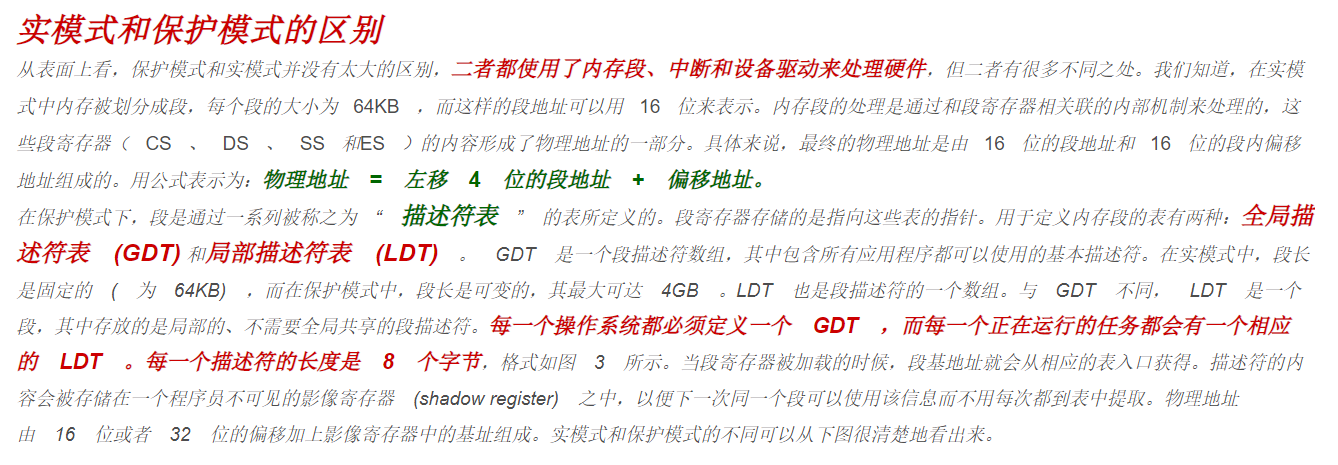 实模式和保护模式的区别
从表面上看，保护模式和实模式并没有太大的区别，二者都使用了内存段、中断和设备驱动来处理硬件，但二者有很多不同之处。我们知道，在实模
式中内存被划分成段，每个段的大小为 64KB ，而这样的段地址可以用 16 位来表示。内存段的处理是通过和段寄存器相关联的内部机制来处理的，这
些段寄存器（ CS 、 DS 、 SS 和ES ）的内容形成了物理地址的一部分。具体来说，最终的物理地址是由 16 位的段地址和 16 位的段内偏移
地址组成的。用公式表示为：物理地址 = 左移 4 位的段地址 + 偏移地址。
在保护模式下，段是通过一系列被称之为 “ 描述符表 ” 的表所定义的。段寄存器存储的是指向这些表的指针。用于定义内存段的表有两种：全局描
述符表 (GDT) 和局部描述符表 (LDT) 。 GDT 是一个段描述符数组，其中包含所有应用程序都可以使用的基本描述符。在实模式中，段长
是固定的 ( 为 64KB) ，而在保护模式中，段长是可变的，其最大可达 4GB 。LDT 也是段描述符的一个数组。与 GDT 不同， LDT 是一个
段，其中存放的是局部的、不需要全局共享的段描述符。每一个操作系统都必须定义一个 GDT ，而每一个正在运行的任务都会有一个相应
的 LDT 。每一个描述符的长度是 8 个字节，格式如图 3 所示。当段寄存器被加载的时候，段基地址就会从相应的表入口获得。描述符的内
容会被存储在一个程序员不可见的影像寄存器 (shadow register) 之中，以便下一次同一个段可以使用该信息而不用每次都到表中提取。物理地址
由 16 位或者 32 位的偏移加上影像寄存器中的基址组成。实模式和保护模式的不同可以从下图很清楚地看出来。